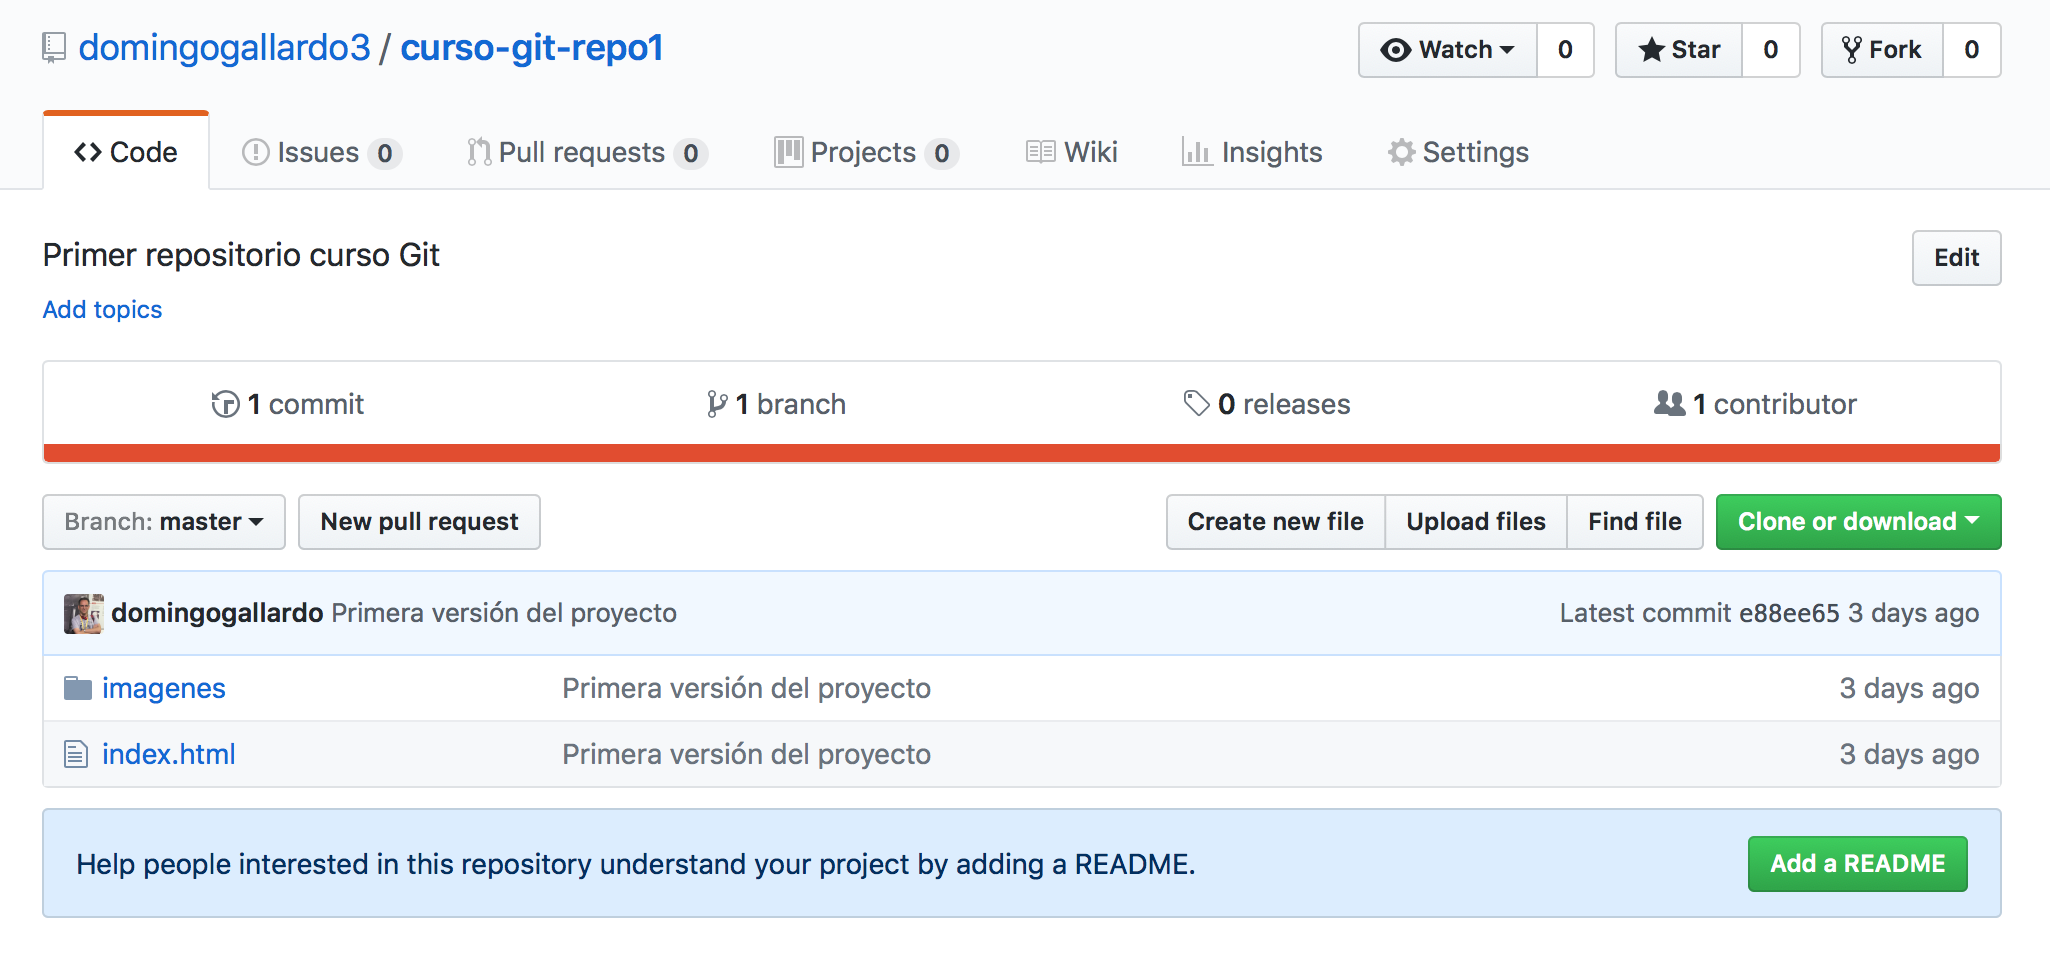 domingogallardo3 / curso-git-repo1
Watch 0 Star 0 Fork 0
Code Issues 0 Pull requests 0 Projects 0 Wiki Insights Settings
Primer repositorio curso Git
Edit
Add topics
1 commit 1 branch 0 releases 1 contributor
Branch: master New pull request Create new file Upload files Find file Clone or download
domingogallardo Primera versión del proyecto Latest commit e88ee65 3 days ago
imagenes Primera versión del proyecto 3 days ago
index.html Primera versión del proyecto 3 days ago
Help people interested in this repository understand your project by adding a README. Add a README